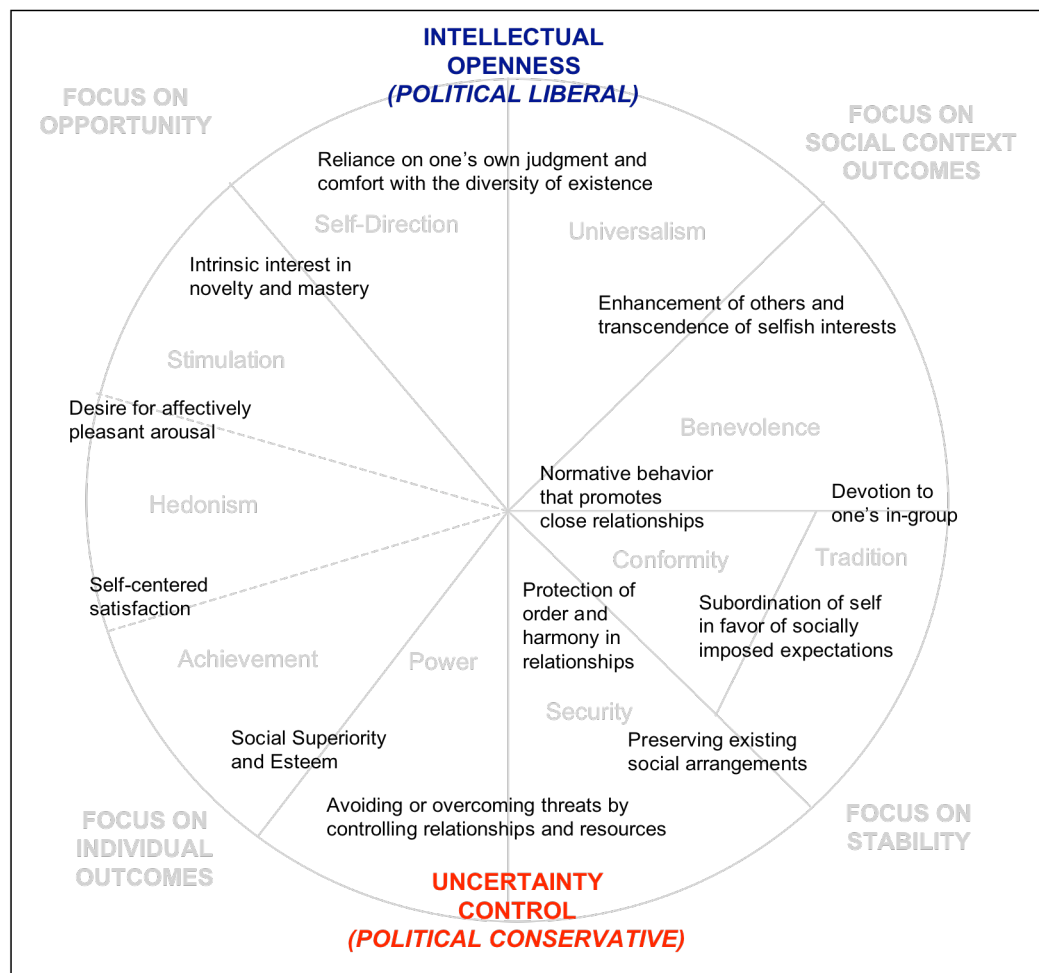 INTELLECTUAL
OPENNESS
(POLITICAL LIBERAL)
FOCUS ON
OPPORTUNITY
FOCUS ON
SOCIAL CONTEXT
OUTCOMES
Reliance on one's own judgment and
comfort with the diversity of existence
Self-Direction
Universalism
Intrinsic interest in
novelty and mastery
Enhancement of others and
transcendence of selfish interests
Stimulation
Desire for affectively
pleasant arousal
Benevolence
Hedonism
Normative behavior
that promotes
close relationships
Devotion to
one's in-group
Conformity
Tradition
Self-centered
satisfaction
Protection of
order and
harmony in
relationships
Subordination of self
in favor of socially
imposed expectations
Achievement
Power
Security
Social Superiority
and Esteem
Preserving existing
social arrangements
Avoiding or overcoming threats by
controlling relationships and resources
FOCUS ON
INDIVIDUAL
OUTCOMES
FOCUS ON
STABILITY
UNCERTAINTY
CONTROL
(POLITICAL CONSERVATIVE)